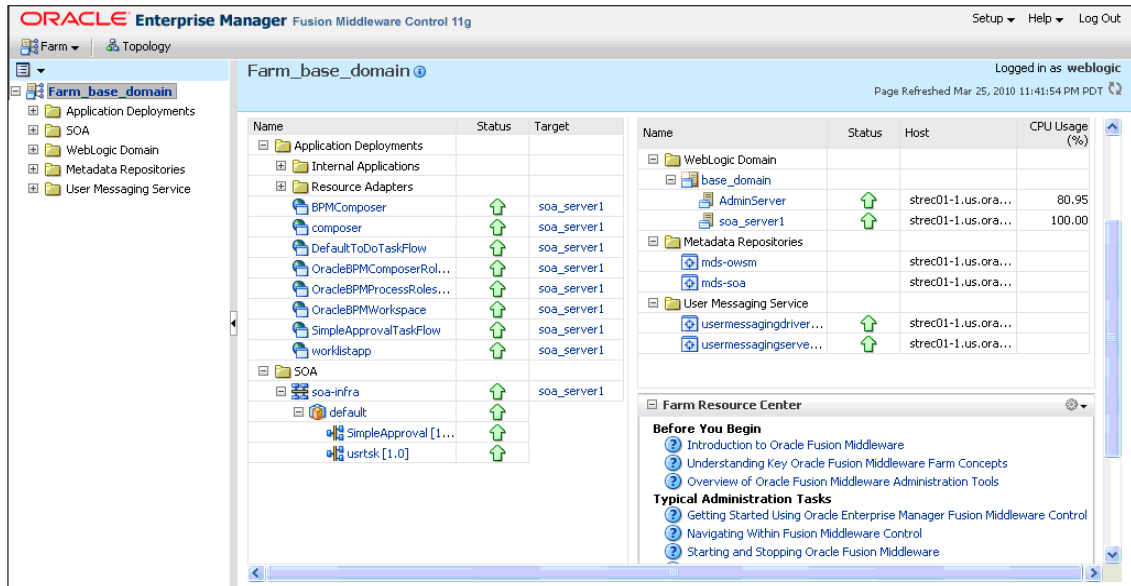 ORACLE Enterprise Manager Fusion Middleware Control 11g
Setup Help Log Out
Farm Topology
Farm_base_domain
Application Deployments
SOA
WebLogic Domain
Metadata Repositories
User Messaging Service
Farm_base_domain
Logged in as weblogic
Page Refreshed Mar 25, 2010 11:41:54 PM PDT
Name Status Target
Application Deployments
Internal Applications
Resource Adapters
BPMComposer soa_server1
composer soa_server1
DefaultToDoTaskFlow soa_server1
OracleBPMComposerRol... soa_server1
OracleBPMProcessRoles... soa_server1
OracleBPMWorkspace soa_server1
SimpleApprovalTaskFlow soa_server1
worklistapp soa_server1
SOA
soa-infra soa_server1
default
SimpleApproval [1...
usrtsk [1.0]
Name Status Host CPU Usage (%)
WebLogic Domain
base_domain
AdminServer strec01-1.us.ora... 80.95
soa_server1 strec01-1.us.ora... 100.00
Metadata Repositories
mds-owsm strec01-1.us.ora...
mds-soa strec01-1.us.ora...
User Messaging Service
usermessagingdriver... strec01-1.us.ora...
usermessagingserve... strec01-1.us.ora...
Farm Resource Center
Before You Begin
Introduction to Oracle Fusion Middleware
Understanding Key Oracle Fusion Middleware Farm Concepts
Overview of Oracle Fusion Middleware Administration Tools
Typical Administration Tasks
Getting Started Using Oracle Enterprise Manager Fusion Middleware Control
Navigating Within Fusion Middleware Control
Starting and Stopping Oracle Fusion Middleware